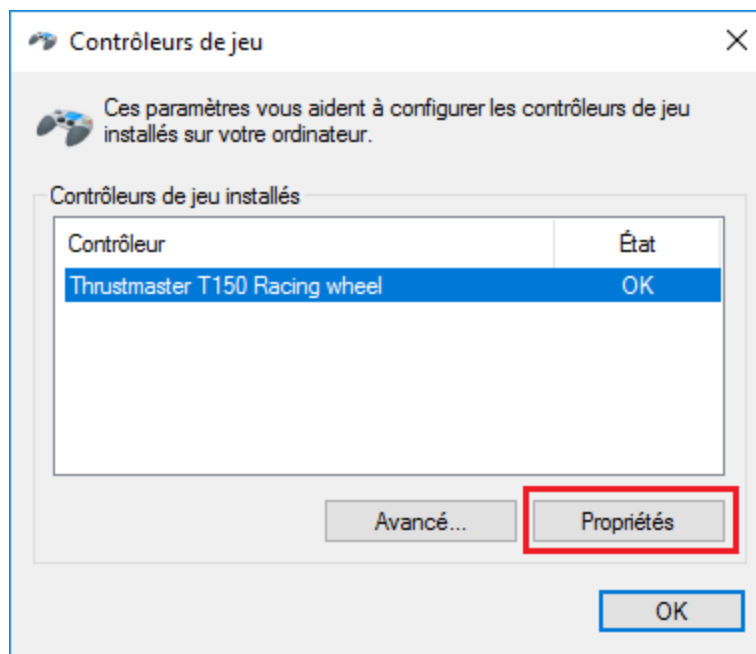 Contrôleurs de jeu
Ces paramètres vous aident à configurer les contrôleurs de jeu
installés sur votre ordinateur.
Contrôleurs de jeu installés
Contrôleur État
Thrustmaster T150 Racing wheel OK
Avancé... Propriétés
OK